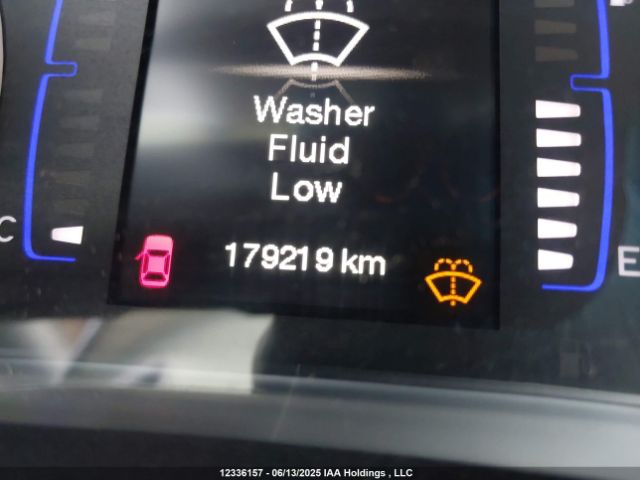 Washer
Fluid
Low
C
179219 km
E
12336157 - 06/13/2025 IAA Holdings , LLC